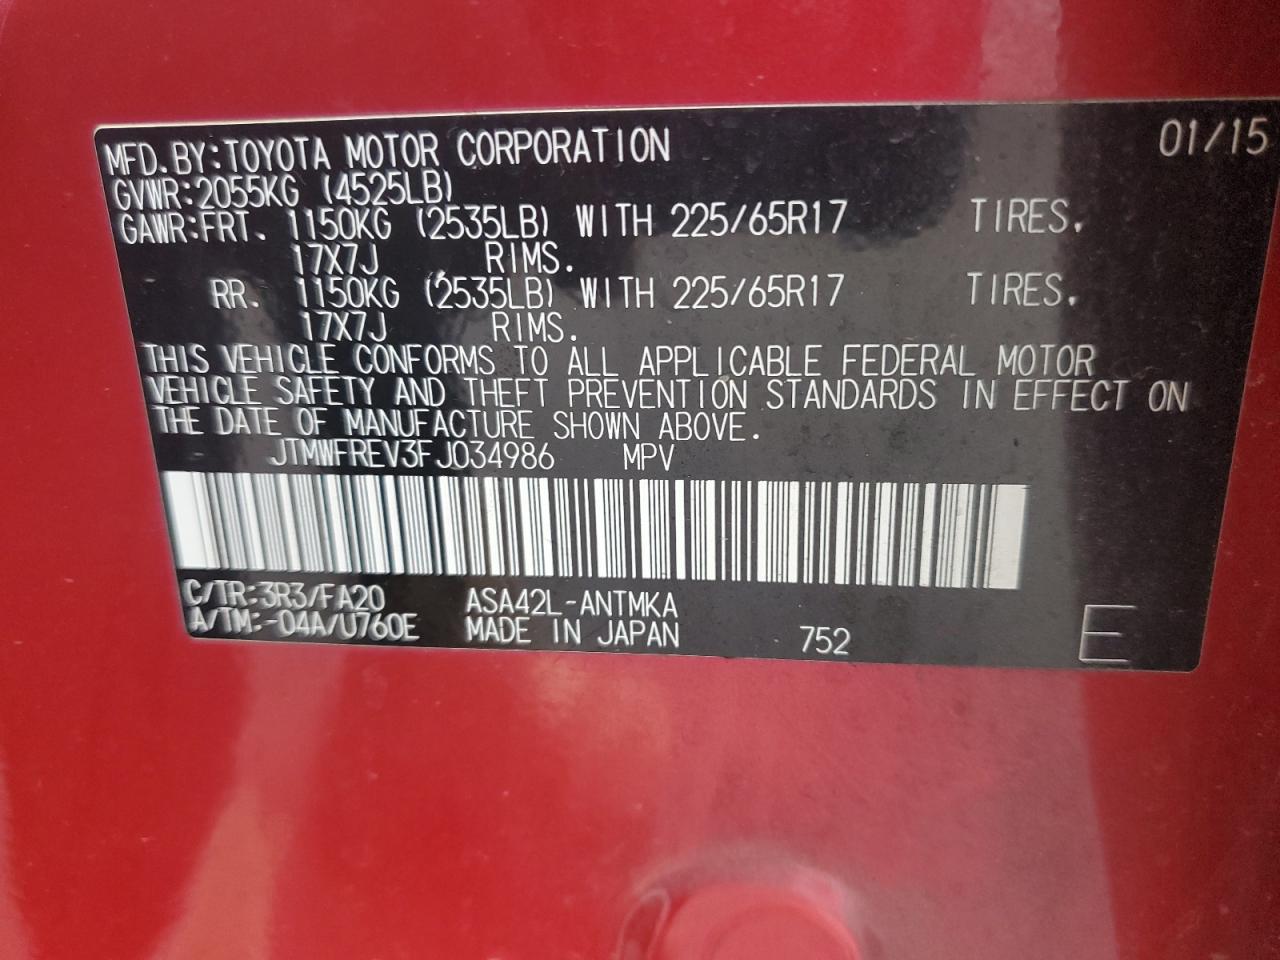 MFD.BY:TOYOTA MOTOR CORPORATION 01/15
GVWR:2055KG (4525LB)
GAWR:FRT. 1150KG (2535LB) WITH 225/65R17 TIRES.
17X7J RIMS.
RR. 1150KG (2535LB) WITH 225/65R17 TIRES.
17X7J RIMS.
THIS VEHICLE CONFORMS TO ALL APPLICABLE FEDERAL MOTOR
VEHICLE SAFETY AND THEFT PREVENTION STANDARDS IN EFFECT ON
THE DATE OF MANUFACTURE SHOWN ABOVE.
JTMWFREV3FJ034986 MPV
C/TR:3R3/FA20 ASA42L-ANTMKA
A/TM:-04A/U760E MADE IN JAPAN 752 E